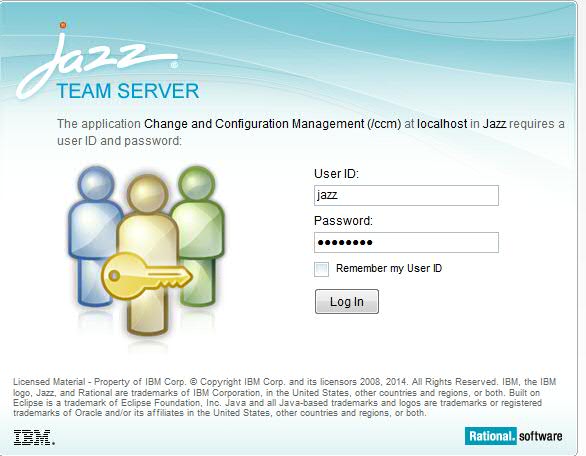 jazz®
TEAM SERVER
The application Change and Configuration Management (/ccm) at localhost in Jazz requires a
user ID and password:
User ID:
jazz
Password:
●●●●●●●●
Remember my User ID
Log In
Licensed Material - Property of IBM Corp. © Copyright IBM Corp. and its licensors 2008, 2014. All Rights Reserved. IBM, the IBM
logo, Jazz, and Rational are trademarks of IBM Corporation, in the United States, other countries and regions, or both. Built on
Eclipse is a trademark of Eclipse Foundation, Inc. Java and all Java-based trademarks and logos are trademarks or registered
trademarks of Oracle and/or its affiliates in the United States, other countries and regions, or both.
IBM.
Rational. software